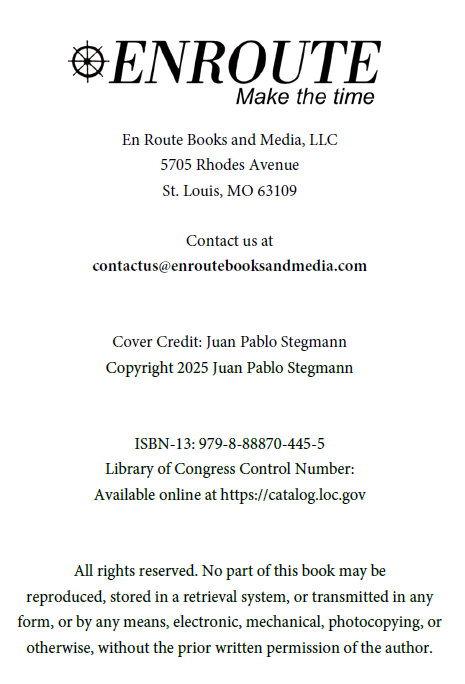 ENROUTE
Make the time
En Route Books and Media, LLC
5705 Rhodes Avenue
St. Louis, MO 63109
Contact us at
contactus@enroutebooksandmedia.com
Cover Credit: Juan Pablo Stegmann
Copyright 2025 Juan Pablo Stegmann
ISBN-13: 979-8-88870-445-5
Library of Congress Control Number:
Available online at https://catalog.loc.gov
All rights reserved. No part of this book may be
reproduced, stored in a retrieval system, or transmitted in any
form, or by any means, electronic, mechanical, photocopying, or
otherwise, without the prior written permission of the author.